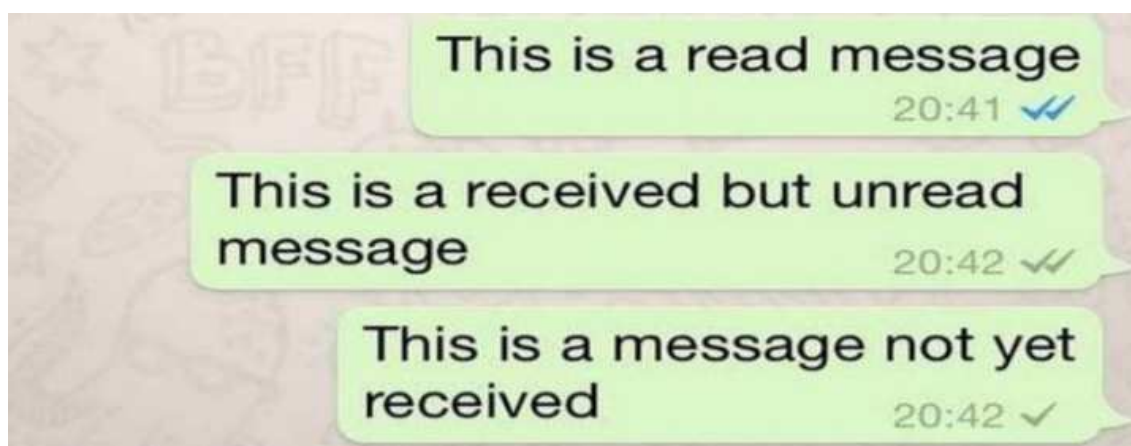 BFF
This is a read message
20:41
This is a received but unread
message
20:42
This is a message not yet
received
20:42